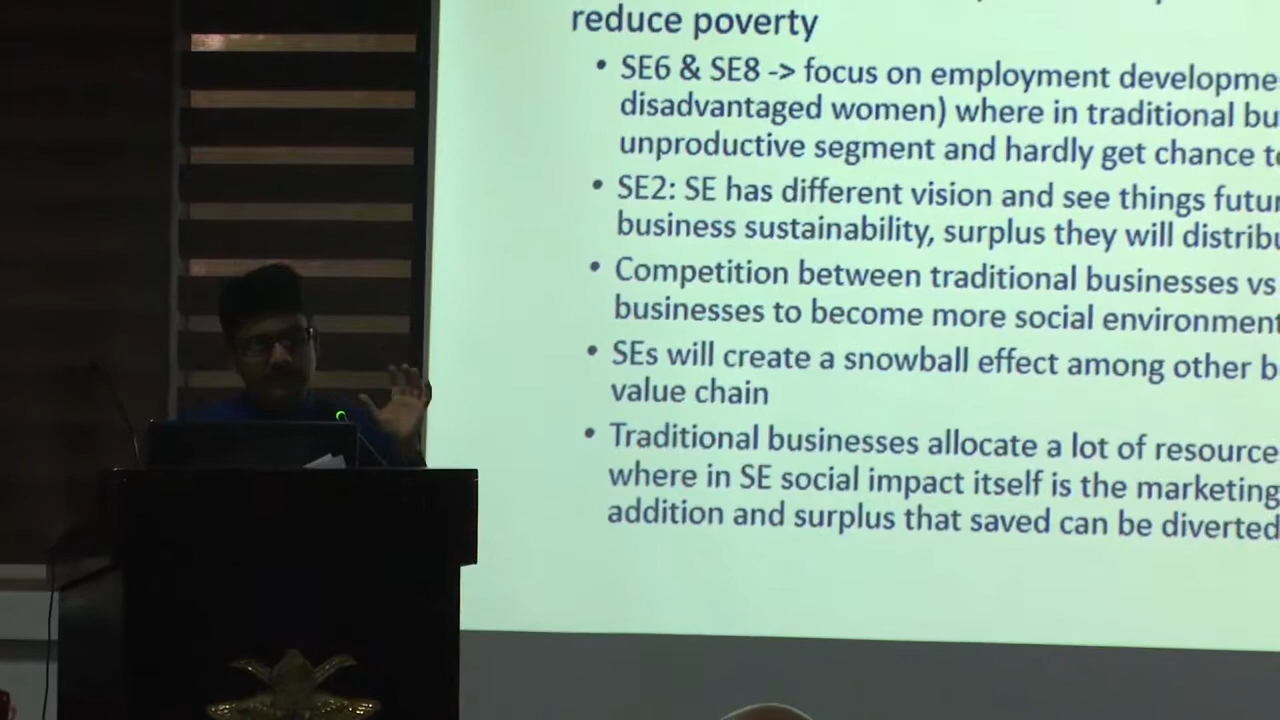 reduce poverty
• SE6 & SE8 -> focus on employment developme
disadvantaged women) where in traditional bu
unproductive segment and hardly get chance t
• SE2: SE has different vision and see things futur
business sustainability, surplus they will distribu
• Competition between traditional businesses vs
businesses to become more social environment
• SEs will create a snowball effect among other b
value chain
• Traditional businesses allocate a lot of resource
where in SE social impact itself is the marketing
addition and surplus that saved can be diverted